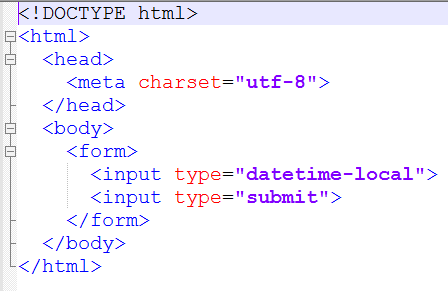 <!DOCTYPE html>
<html>
<head>
<meta charset="utf-8">
</head>
<body>
<form>
<input type="datetime-local">
<input type="submit">
</form>
</body>
</html>